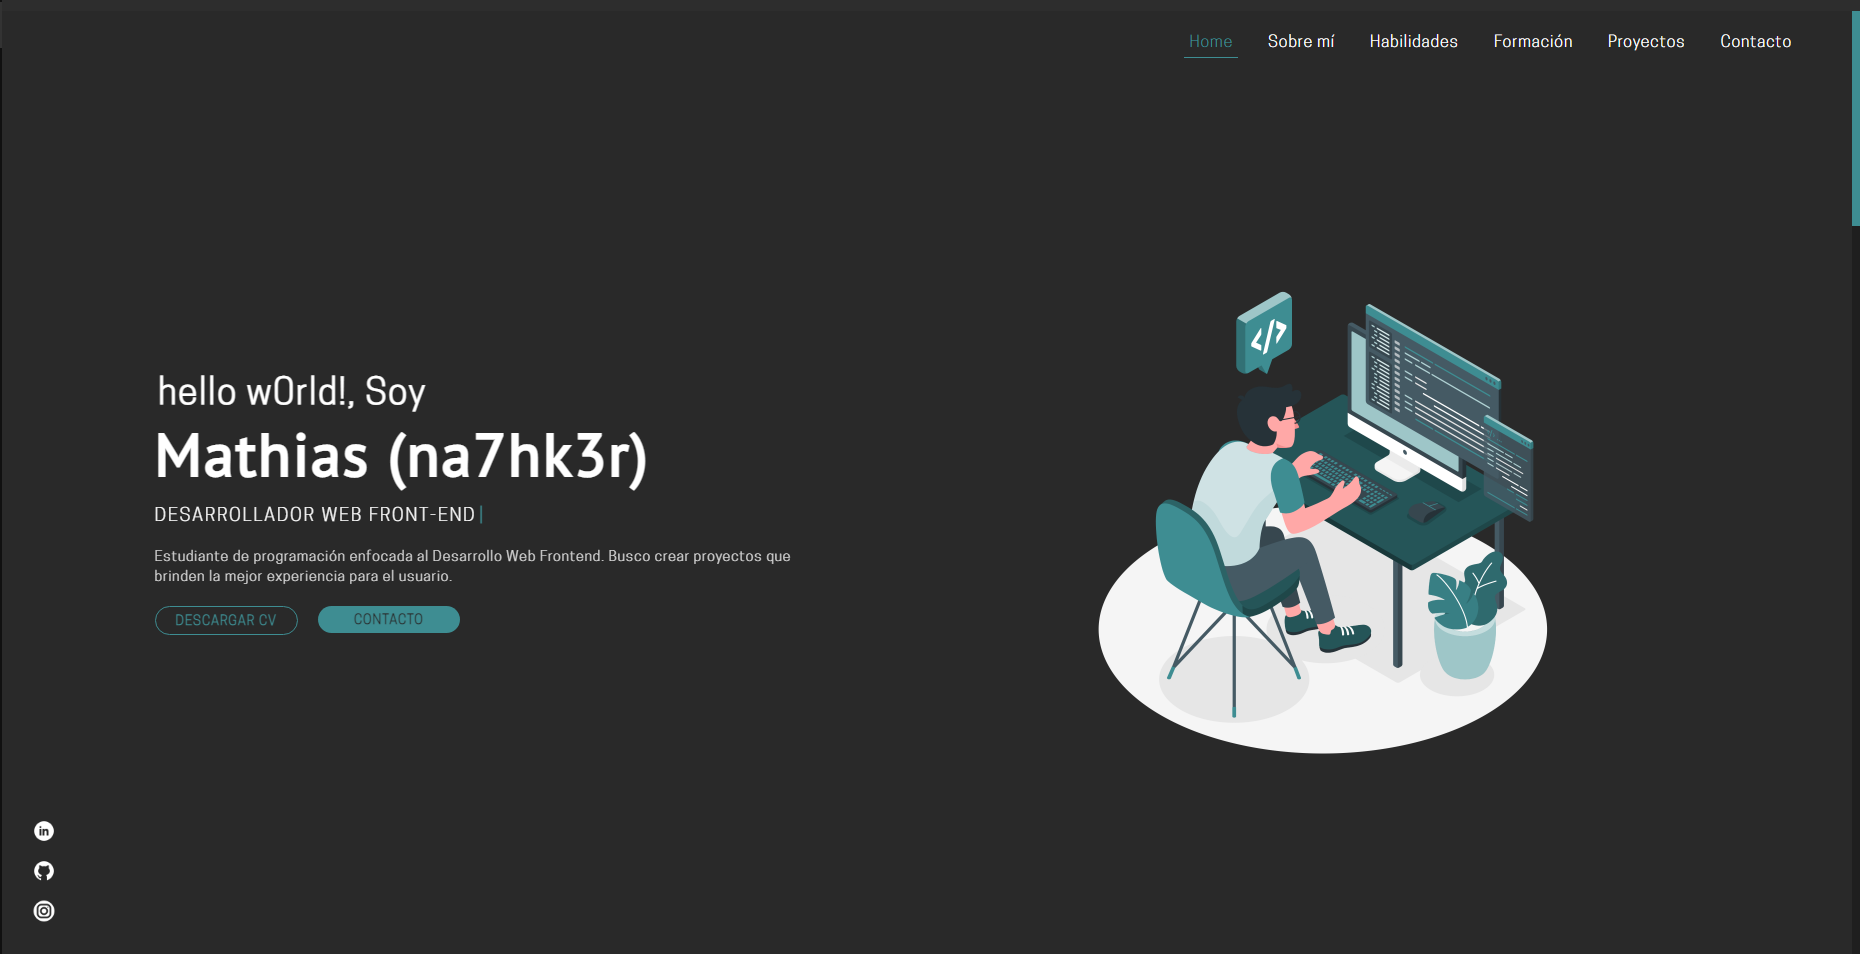 Home Sobre mí Habilidades Formación Proyectos Contacto
</>
hello w0rld!, Soy
Mathias (na7hk3r)
DESARROLLADOR WEB FRONT-END|
Estudiante de programación enfocada al Desarrollo Web Frontend. Busco crear proyectos que
brinden la mejor experiencia para el usuario.
DESCARGAR CV CONTACTO
in